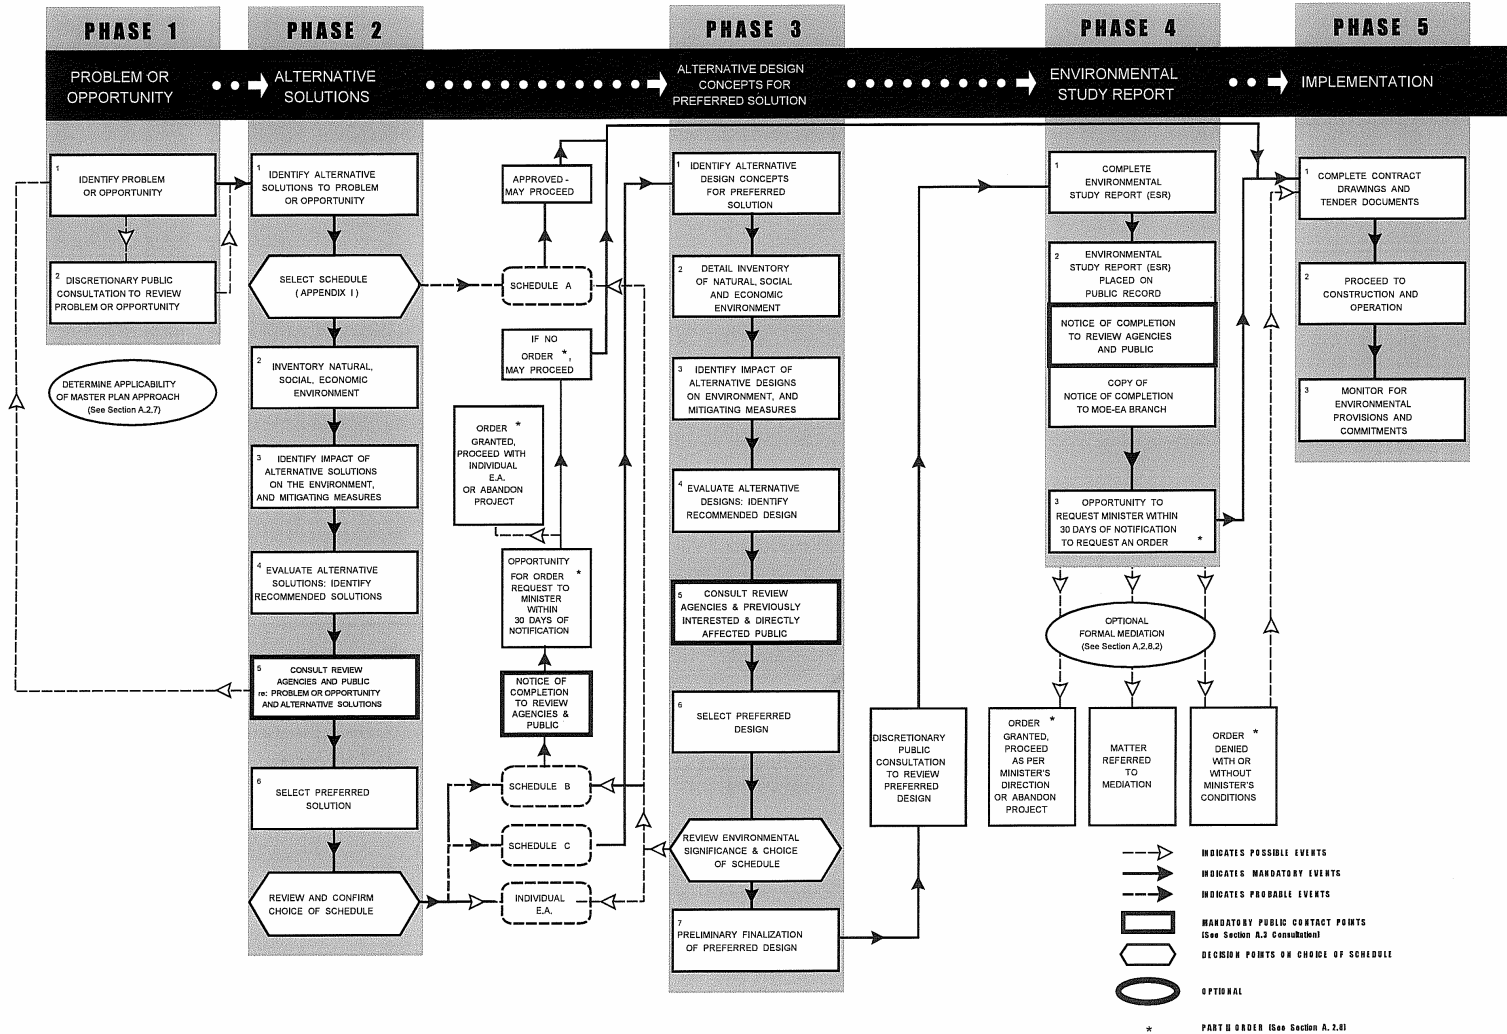 PHASE 1
PROBLEM OR
OPPORTUNITY
1
IDENTIFY PROBLEM
OR OPPORTUNITY
2
DISCRETIONARY PUBLIC
CONSULTATION TO REVIEW
PROBLEM OR OPPORTUNITY
DETERMINE APPLICABILITY
OF MASTER PLAN APPROACH
(See Section A.2.7)
PHASE 2
ALTERNATIVE
SOLUTIONS
1
IDENTIFY ALTERNATIVE
SOLUTIONS TO PROBLEM
OR OPPORTUNITY
SELECT SCHEDULE
( APPENDIX I )
2
INVENTORY NATURAL,
SOCIAL, ECONOMIC
ENVIRONMENT
3
IDENTIFY IMPACT OF
ALTERNATIVE SOLUTIONS
ON THE ENVIRONMENT,
AND MITIGATING MEASURES
4
EVALUATE ALTERNATIVE
SOLUTIONS: IDENTIFY
RECOMMENDED SOLUTIONS
5
CONSULT REVIEW
AGENCIES AND PUBLIC
re: PROBLEM OR OPPORTUNITY
AND ALTERNATIVE SOLUTIONS
6
SELECT PREFERRED
SOLUTION
REVIEW AND CONFIRM
CHOICE OF SCHEDULE
APPROVED -
MAY PROCEED
SCHEDULE A
IF NO
ORDER *,
MAY PROCEED
ORDER *
GRANTED,
PROCEED WITH
INDIVIDUAL
E.A.
OR ABANDON
PROJECT
OPPORTUNITY
FOR ORDER *
REQUEST TO
MINISTER
WITHIN
30 DAYS OF
NOTIFICATION
NOTICE OF
COMPLETION
TO REVIEW
AGENCIES &
PUBLIC
SCHEDULE B
SCHEDULE C
INDIVIDUAL
E.A.
PHASE 3
ALTERNATIVE DESIGN
CONCEPTS FOR
PREFERRED SOLUTION
1
IDENTIFY ALTERNATIVE
DESIGN CONCEPTS
FOR PREFERRED
SOLUTION
2
DETAIL INVENTORY
OF NATURAL, SOCIAL
AND ECONOMIC
ENVIRONMENT
3
IDENTIFY IMPACT OF
ALTERNATIVE DESIGNS
ON ENVIRONMENT, AND
MITIGATING MEASURES
4
EVALUATE ALTERNATIVE
DESIGNS: IDENTIFY
RECOMMENDED DESIGN
5
CONSULT REVIEW
AGENCIES & PREVIOUSLY
INTERESTED & DIRECTLY
AFFECTED PUBLIC
6
SELECT PREFERRED
DESIGN
REVIEW ENVIRONMENTAL
SIGNIFICANCE & CHOICE
OF SCHEDULE
7
PRELIMINARY FINALIZATION
OF PREFERRED DESIGN
DISCRETIONARY
PUBLIC
CONSULTATION
TO REVIEW
PREFERRED
DESIGN
PHASE 4
ENVIRONMENTAL
STUDY REPORT
1
COMPLETE
ENVIRONMENTAL
STUDY REPORT (ESR)
2
ENVIRONMENTAL
STUDY REPORT (ESR)
PLACED ON
PUBLIC RECORD
NOTICE OF COMPLETION
TO REVIEW AGENCIES
AND PUBLIC
COPY OF
NOTICE OF COMPLETION
TO MOE-EA BRANCH
3
OPPORTUNITY TO
REQUEST MINISTER WITHIN
30 DAYS OF NOTIFICATION
TO REQUEST AN ORDER *
OPTIONAL
FORMAL MEDIATION
(See Section A.2.8.2)
ORDER *
GRANTED,
PROCEED
AS PER
MINISTER'S
DIRECTION
OR ABANDON
PROJECT
MATTER
REFERRED
TO
MEDIATION
ORDER *
DENIED
WITH OR
WITHOUT
MINISTER'S
CONDITIONS
PHASE 5
IMPLEMENTATION
1
COMPLETE CONTRACT
DRAWINGS AND
TENDER DOCUMENTS
2
PROCEED TO
CONSTRUCTION AND
OPERATION
3
MONITOR FOR
ENVIRONMENTAL
PROVISIONS AND
COMMITMENTS
INDICATES POSSIBLE EVENTS
INDICATES MANDATORY EVENTS
INDICATES PROBABLE EVENTS
MANDATORY PUBLIC CONTACT POINTS
(See Section A.3 Consultation)
DECISION POINTS ON CHOICE OF SCHEDULE
OPTIONAL
* PART II ORDER (See Section A. 2.8)